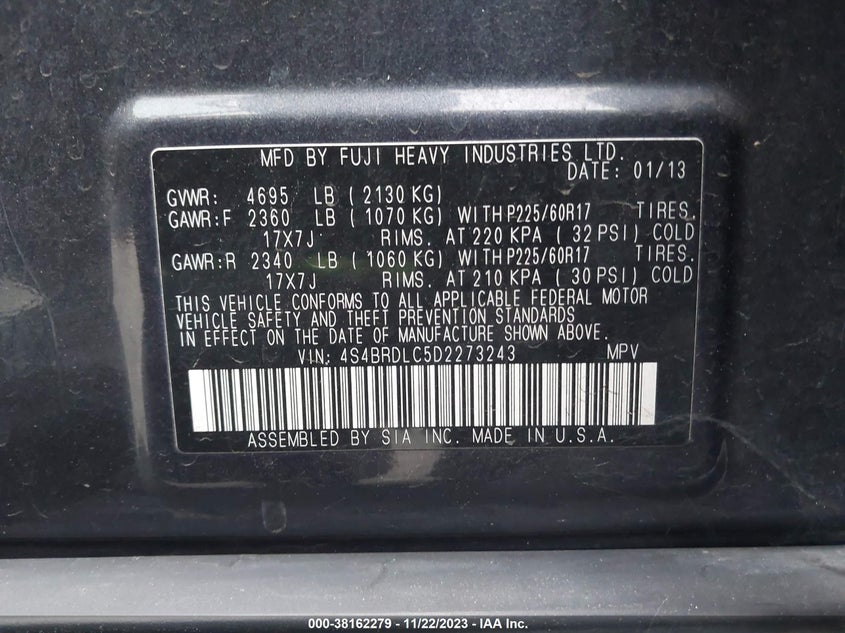 MFD BY FUJI HEAVY INDUSTRIES LTD.
DATE: 01/13
GVWR: 4695 LB ( 2130 KG)
GAWR:F 2360 LB ( 1070 KG) WITH P225/60R17 TIRES.
17X7J RIMS. AT 220 KPA ( 32 PSI) COLD
GAWR:R 2340 LB ( 1060 KG) WITH P225/60R17 TIRES.
17X7J RIMS. AT 210 KPA ( 30 PSI) COLD
THIS VEHICLE CONFORMS TO ALL APPLICABLE FEDERAL MOTOR
VEHICLE SAFETY AND THEFT PREVENTION STANDARDS
IN EFFECT ON THE DATE OF MANUFACTURE SHOWN ABOVE.
VIN: 4S4BRDLC5D2273243 MPV
ASSEMBLED BY SIA INC. MADE IN U.S.A.
000-38162279 - 11/22/2023 - IAA Inc.